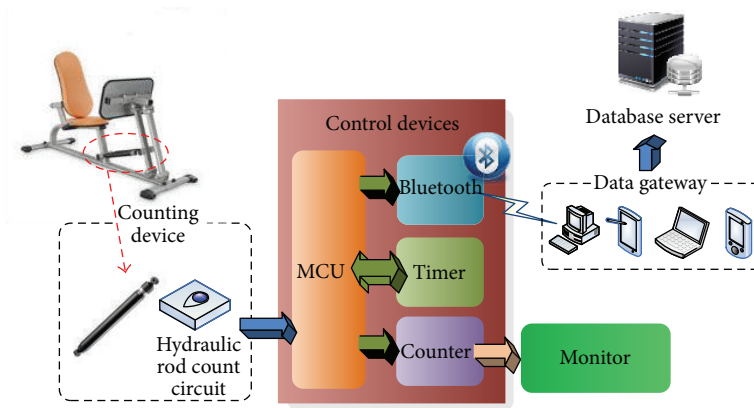 Database server
Control devices
Bluetooth
Data gateway
Counting
device
MCU
Timer
Hydraulic
rod count
circuit
Counter
Monitor